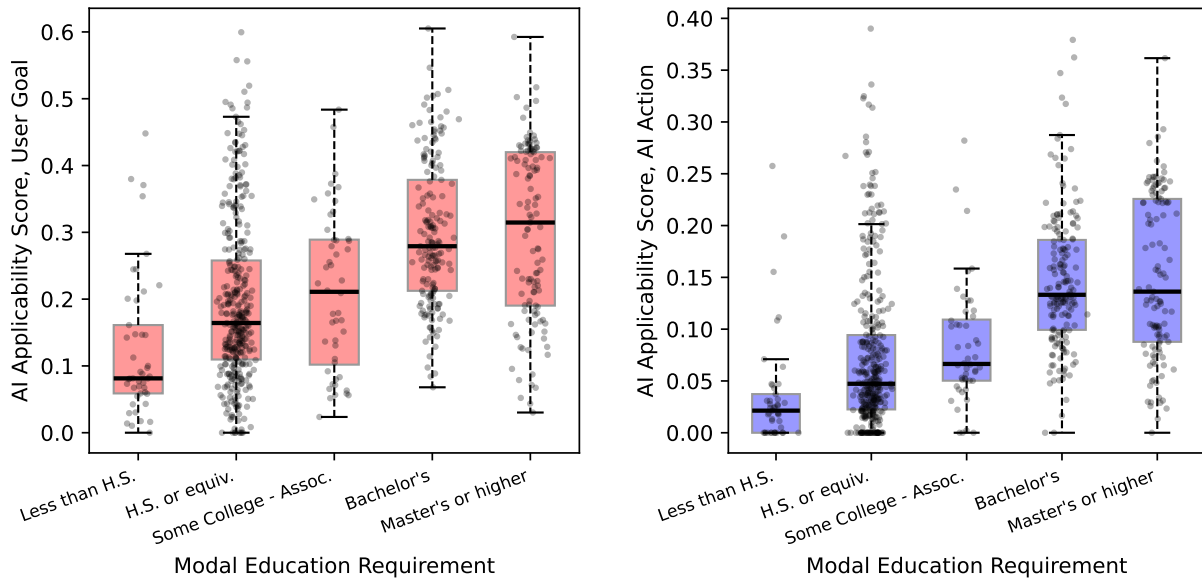 AI Applicability Score, User Goal
0.6
0.5
0.4
0.3
0.2
0.1
0.0
Less than H.S.
H.S. or equiv.
Some College - Assoc.
Bachelor's
Master's or higher
Modal Education Requirement
AI Applicability Score, AI Action
0.40
0.35
0.30
0.25
0.20
0.15
0.10
0.05
0.00
Less than H.S.
H.S. or equiv.
Some College - Assoc.
Bachelor's
Master's or higher
Modal Education Requirement